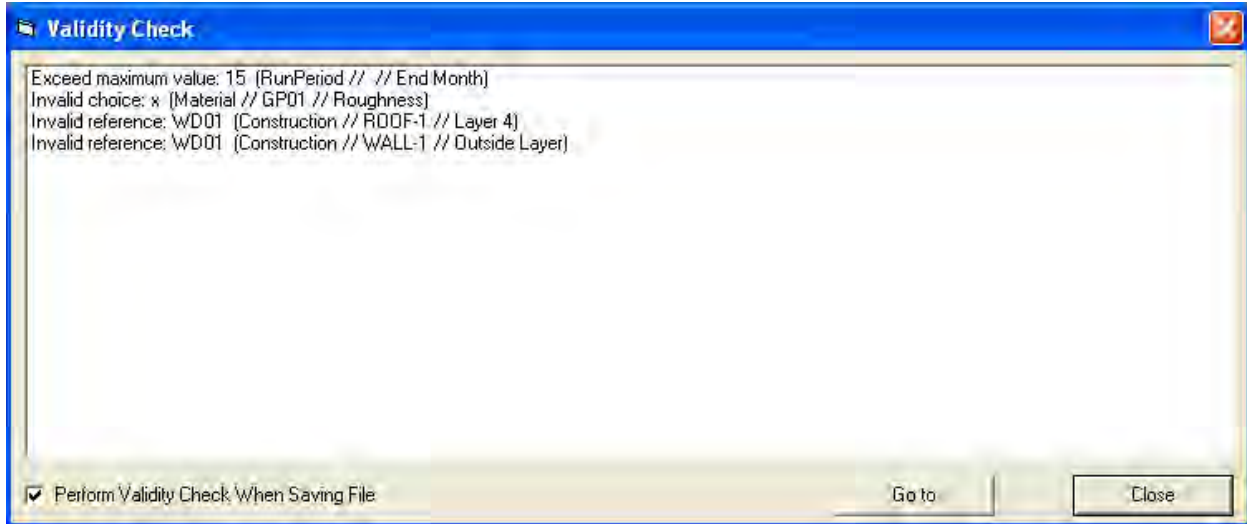 Validity Check
Exceed maximum value: 15 (RunPeriod // // End Month)
Invalid choice: x (Material // GP01 // Roughness)
Invalid reference: WD01 (Construction // ROOF-1 // Layer 4)
Invalid reference: WD01 (Construction // WALL-1 // Outside Layer)
Perform Validity Check When Saving File
Go to
Close